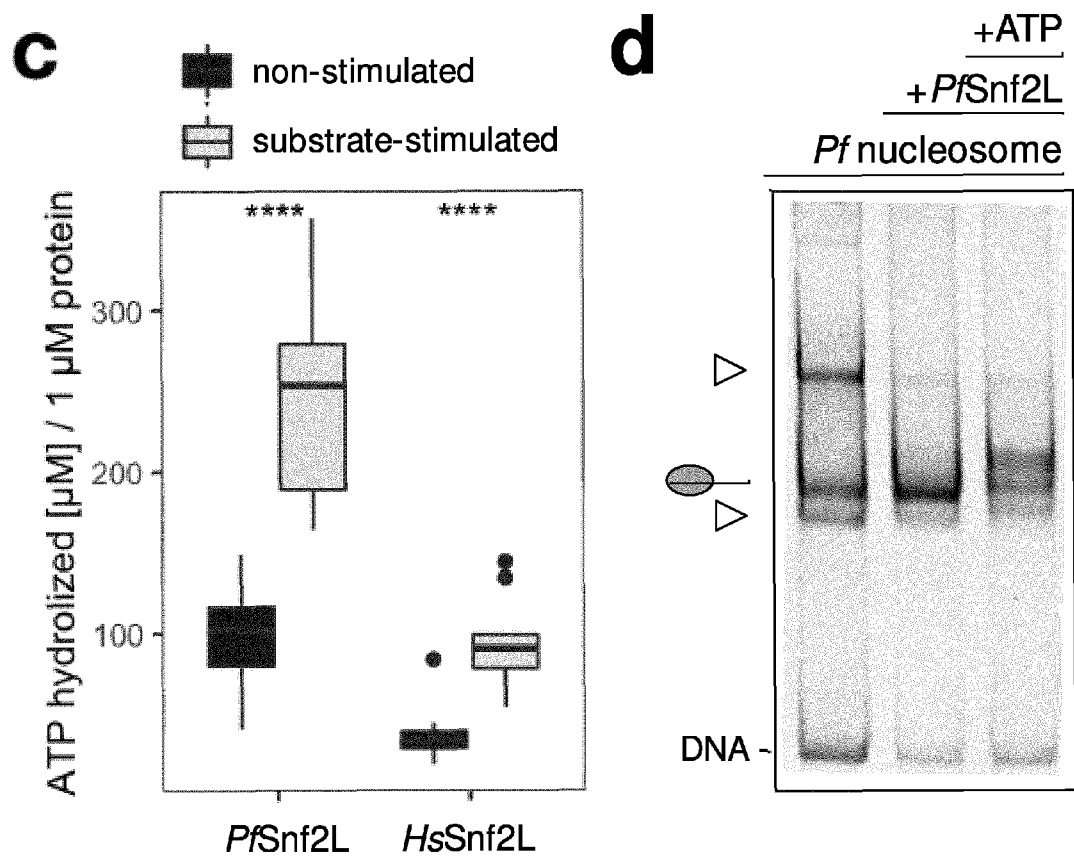 c
non-stimulated
substrate-stimulated
ATP hydrolized [µM] / 1 µM protein
300
200
100
****
****
PfSnf2L
HsSnf2L
d
+ATP
+PfSnf2L
Pf nucleosome
DNA -